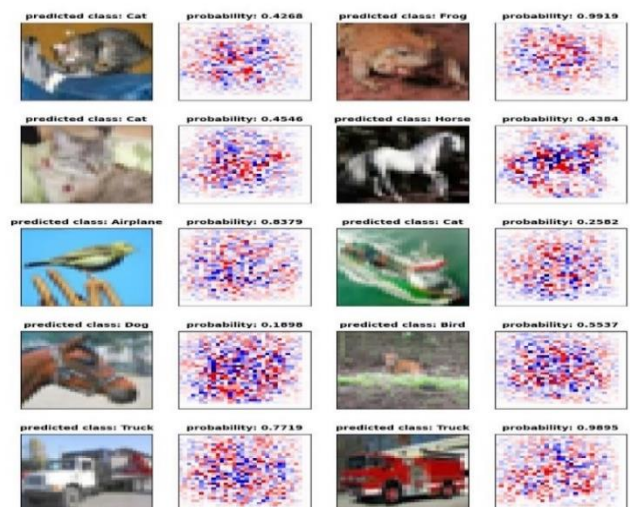 predicted class: Cat probability: 0.4268 predicted class: Frog probability: 0.9919
predicted class: Cat probability: 0.4546 predicted class: Horse probability: 0.4384
predicted class: Airplane probability: 0.8379 predicted class: Cat probability: 0.2582
predicted class: Dog probability: 0.1898 predicted class: Bird probability: 0.5537
predicted class: Truck probability: 0.7719 predicted class: Truck probability: 0.9895